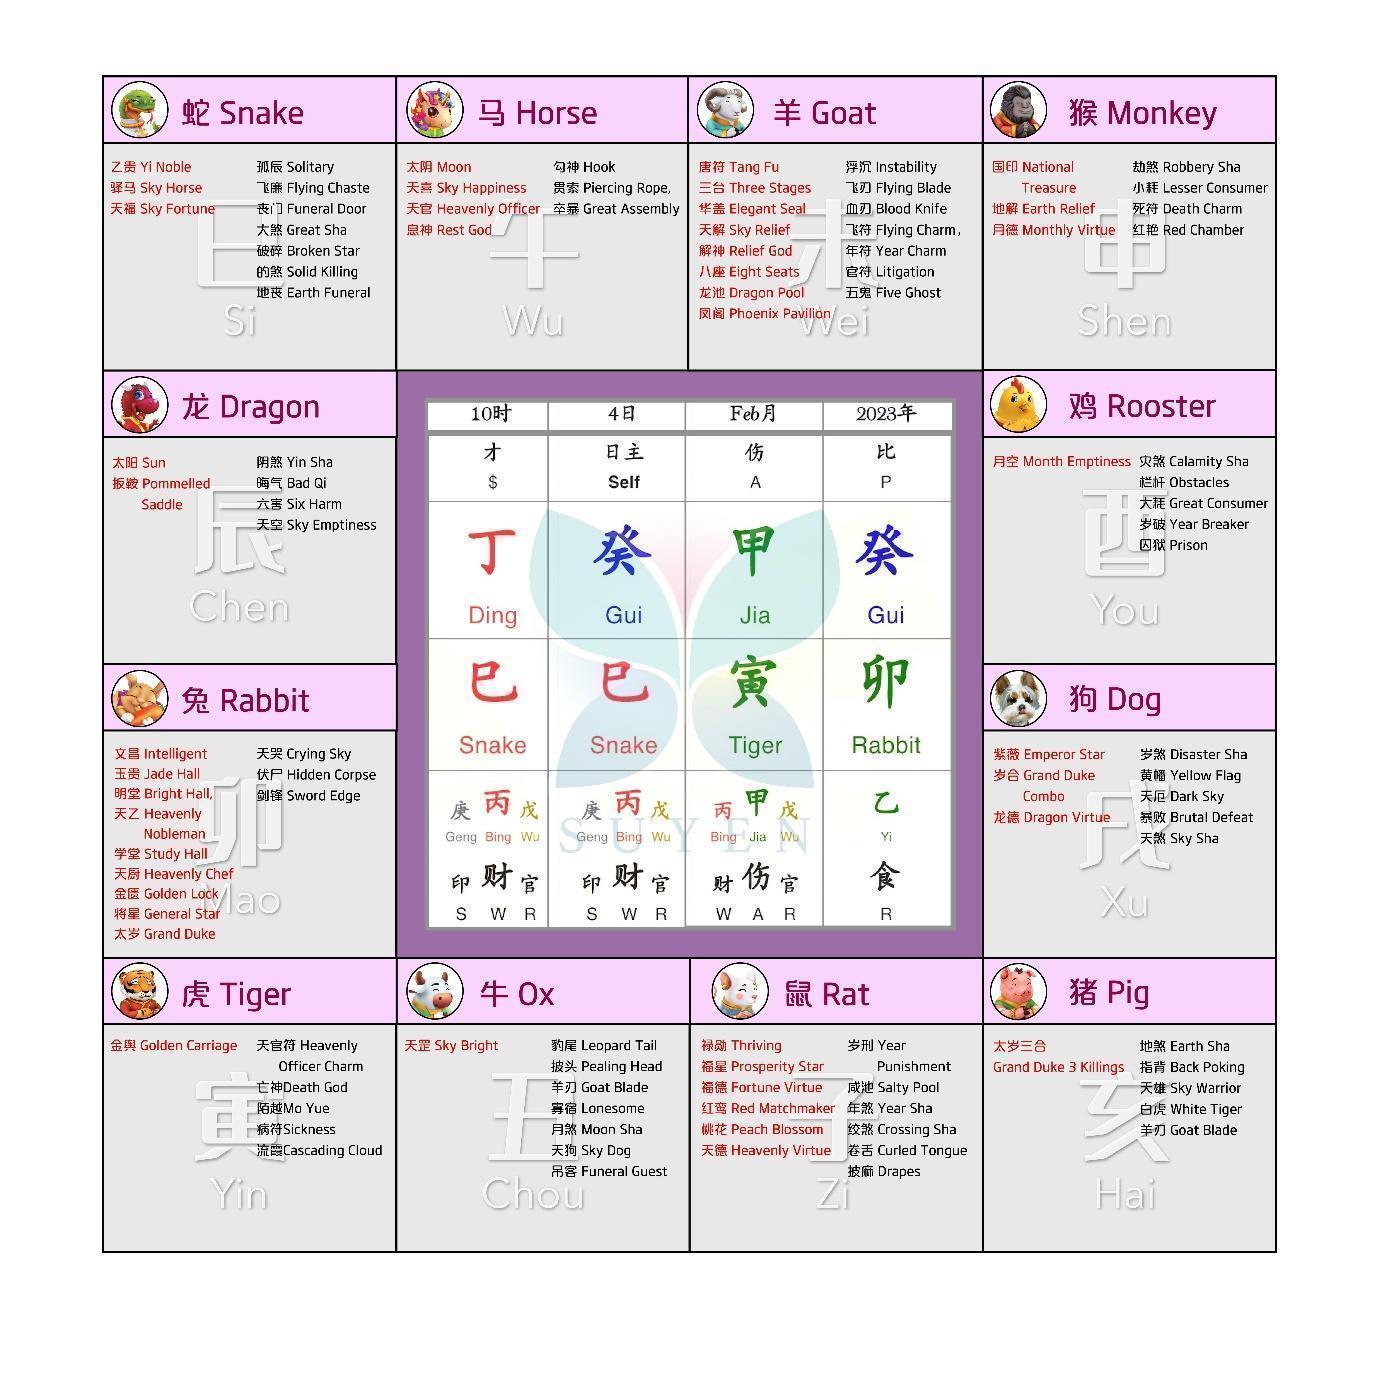 蛇 Snake
乙贵 Yi Noble
驿马 Sky Horse
天福 Sky Fortune
孤辰 Solitary
飞廉 Flying Chaste
丧门 Funeral Door
大煞 Great Sha
破碎 Broken Star
的煞 Solid Killing
地丧 Earth Funeral
巳
Si
马 Horse
太阴 Moon
天喜 Sky Happiness
天官 Heavenly Officer
息神 Rest God
勾神 Hook
贯索 Piercing Rope,
卒暴 Great Assembly
午
Wu
羊 Goat
唐符 Tang Fu
三台 Three Stages
华盖 Elegant Seal
天解 Sky Relief
解神 Relief God
八座 Eight Seats
龙池 Dragon Pool
凤阁 Phoenix Pavilion
浮沉 Instability
飞刃 Flying Blade
血刃 Blood Knife
飞符 Flying Charm,
年符 Year Charm
官符 Litigation
五鬼 Five Ghost
未
Wei
猴 Monkey
国印 National
Treasure
地解 Earth Relief
月德 Monthly Virtue
劫煞 Robbery Sha
小耗 Lesser Consumer
死符 Death Charm
红艳 Red Chamber
申
Shen
龙 Dragon
太阳 Sun
扳鞍 Pommelled
Saddle
阴煞 Yin Sha
晦气 Bad Qi
六害 Six Harm
天空 Sky Emptiness
辰
Chen
10时 4日 Feb月 2023年
才 日主 伤 比
$ Self A P
丁 癸 甲 癸
Ding Gui Jia Gui
巳 巳 寅 卯
Snake Snake Tiger Rabbit
庚 丙 戊 庚 丙 戊 丙 甲 戊 乙
Geng Bing Wu Geng Bing Wu Bing Jia Wu Yi
SUYEN
印 财 官 印 财 官 财 伤 官 食
S W R S W R W A R R
鸡 Rooster
月空 Month Emptiness
灾煞 Calamity Sha
栏杆 Obstacles
大耗 Great Consumer
岁破 Year Breaker
囚狱 Prison
酉
You
兔 Rabbit
文昌 Intelligent
玉贵 Jade Hall
明堂 Bright Hall,
天乙 Heavenly
Nobleman
学堂 Study Hall
天厨 Heavenly Chef
金匮 Golden Lock
将星 General Star
太岁 Grand Duke
天哭 Crying Sky
伏尸 Hidden Corpse
剑锋 Sword Edge
卯
Mao
狗 Dog
紫薇 Emperor Star
岁合 Grand Duke
Combo
龙德 Dragon Virtue
岁煞 Disaster Sha
黄幡 Yellow Flag
天厄 Dark Sky
暴败 Brutal Defeat
天煞 Sky Sha
戌
Xu
虎 Tiger
金舆 Golden Carriage
天官符 Heavenly
Officer Charm
亡神Death God
陌越Mo Yue
病符Sickness
流霞Cascading Cloud
寅
Yin
牛 Ox
天罡 Sky Bright
豹尾 Leopard Tail
披头 Pealing Head
羊刃 Goat Blade
寡宿 Lonesome
月煞 Moon Sha
天狗 Sky Dog
吊客 Funeral Guest
丑
Chou
鼠 Rat
禄勋 Thriving
福星 Prosperity Star
福德 Fortune Virtue
红鸾 Red Matchmaker
桃花 Peach Blossom
天德 Heavenly Virtue
岁刑 Year
Punishment
咸池 Salty Pool
年煞 Year Sha
绞煞 Crossing Sha
卷舌 Curled Tongue
披麻 Drapes
子
Zi
猪 Pig
太岁三合
Grand Duke 3 Killings
地煞 Earth Sha
指背 Back Poking
天雄 Sky Warrior
白虎 White Tiger
羊刃 Goat Blade
亥
Hai